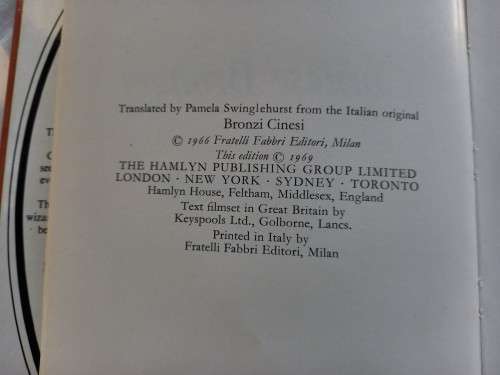 Translated by Pamela Swinglehurst from the Italian original
Bronzi Cinesi
© 1966 Fratelli Fabbri Editori, Milan
This edition © 1969
THE HAMLYN PUBLISHING GROUP LIMITED
LONDON · NEW YORK · SYDNEY · TORONTO
Hamlyn House, Feltham, Middlesex, England
Text filmset in Great Britain by
Keyspools Ltd., Golborne, Lancs.
Printed in Italy by
Fratelli Fabbri Editori, Milan